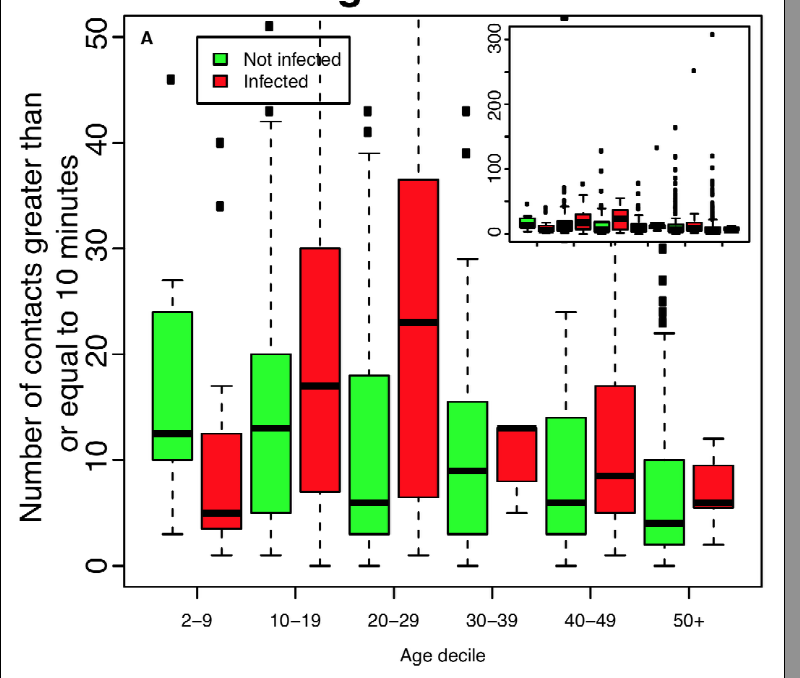 A
Not infected
Infected
Number of contacts greater than
or equal to 10 minutes
50
40
30
20
10
0
300
200
100
0
2–9
10–19
20–29
30–39
40–49
50+
Age decile